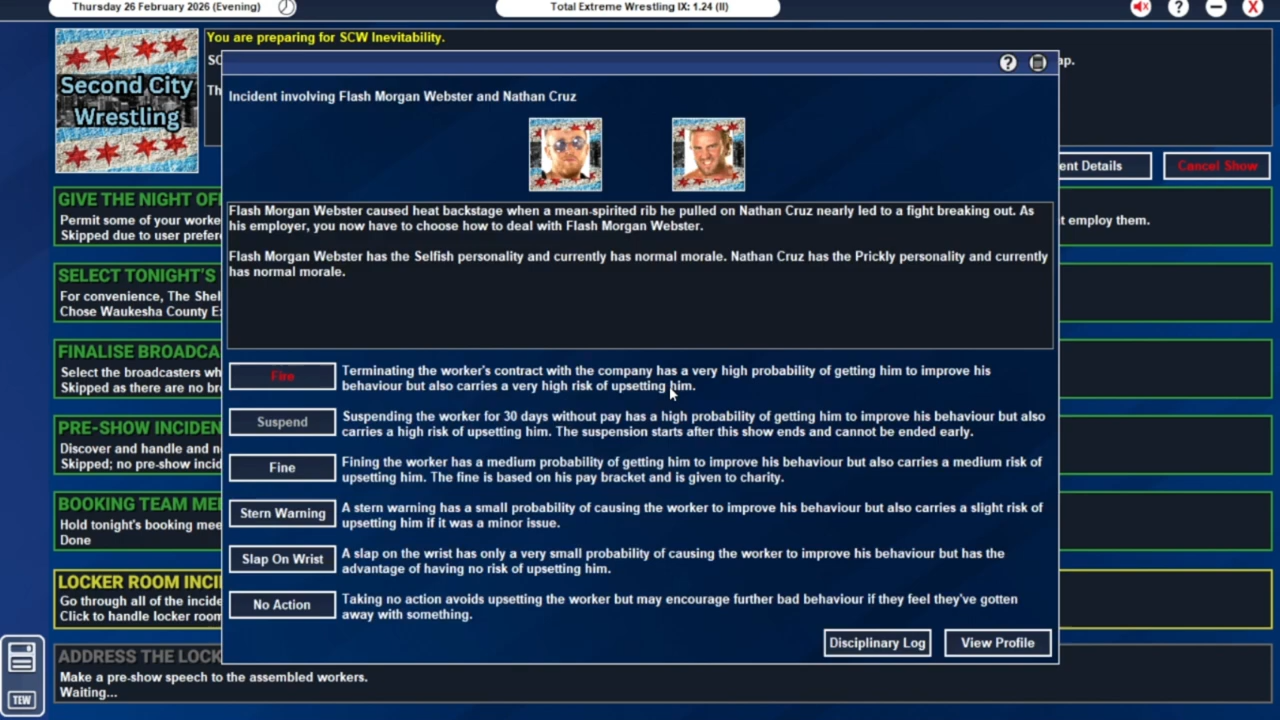 Thursday 26 February 2026 (Evening)
Total Extreme Wrestling IX: 1.24 (II)
You are preparing for SCW Inevitability.
SC
ap.
Th
Second City
Wrestling
Incident involving Flash Morgan Webster and Nathan Cruz
ent Details
Cancel Show
GIVE THE NIGHT OF
Permit some of your worke
t employ them.
Skipped due to user prefer
Flash Morgan Webster caused heat backstage when a mean-spirited rib he pulled on Nathan Cruz nearly led to a fight breaking out. As
his employer, you now have to choose how to deal with Flash Morgan Webster.
Flash Morgan Webster has the Selfish personality and currently has normal morale. Nathan Cruz has the Prickly personality and currently
has normal morale.
SELECT TONIGHT'S
For convenience, The Shel
Chose Waukesha County E
FINALISE BROADCA
Select the broadcasters wh
Skipped as there are no br
PRE-SHOW INCIDEN
Discover and handle and n
Skipped; no pre-show incid
BOOKING TEAM ME
Hold tonight's booking mee
Done
LOCKER ROOM INCI
Go through all of the incide
Click to handle locker room
ADDRESS THE LOCK
Make a pre-show speech to the assembled workers.
Waiting...
Fire
Terminating the worker's contract with the company has a very high probability of getting him to improve his
behaviour but also carries a very high risk of upsetting him.
Suspend
Suspending the worker for 30 days without pay has a high probability of getting him to improve his behaviour but also
carries a high risk of upsetting him. The suspension starts after this show ends and cannot be ended early.
Fine
Fining the worker has a medium probability of getting him to improve his behaviour but also carries a medium risk of
upsetting him. The fine is based on his pay bracket and is given to charity.
Stern Warning
A stern warning has a small probability of causing the worker to improve his behaviour but also carries a slight risk of
upsetting him if it was a minor issue.
Slap On Wrist
A slap on the wrist has only a very small probability of causing the worker to improve his behaviour but has the
advantage of having no risk of upsetting him.
No Action
Taking no action avoids upsetting the worker but may encourage further bad behaviour if they feel they've gotten
away with something.
Disciplinary Log
View Profile
TEW